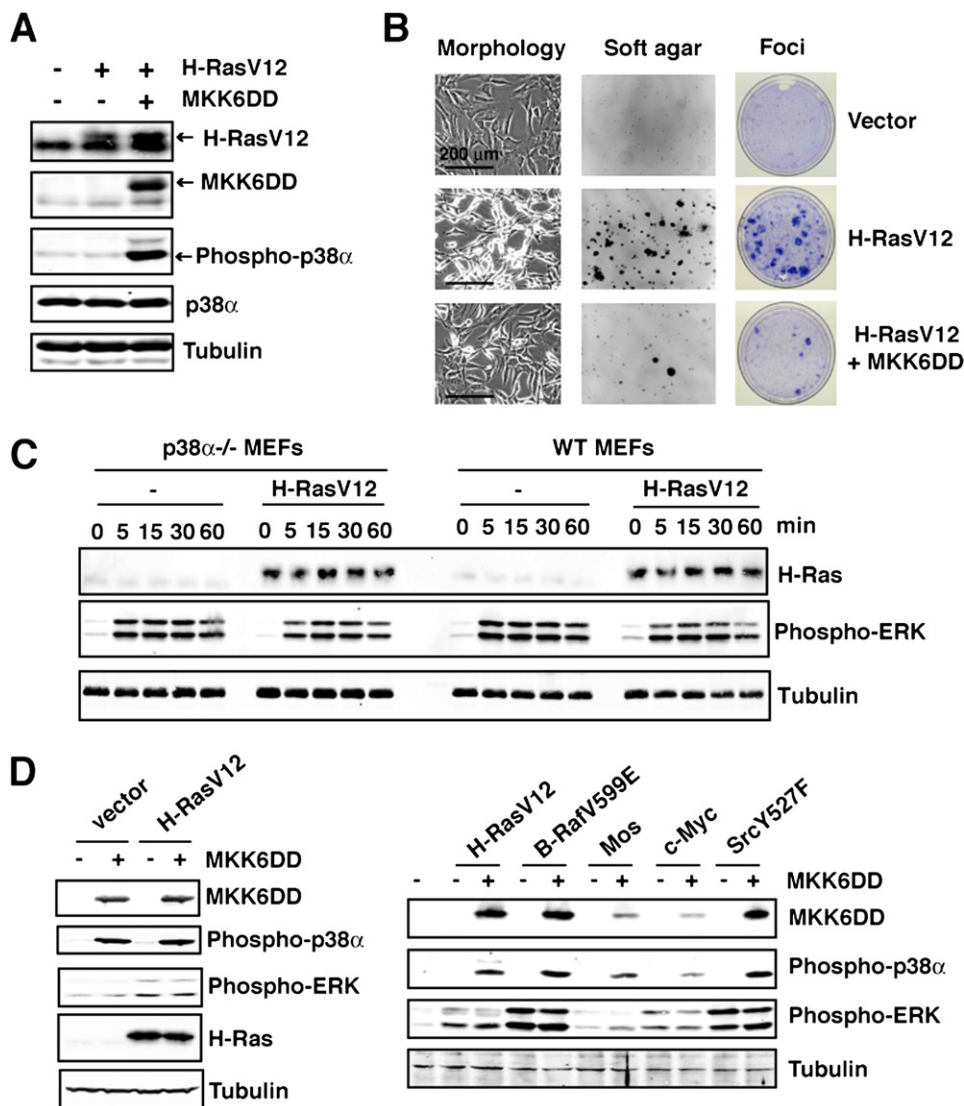 A
- + + H-RasV12
- - + MKK6DD
H-RasV12
MKK6DD
Phospho-p38α
p38α
Tubulin
B
Morphology Soft agar Foci
200 μm
Vector
H-RasV12
H-RasV12
+ MKK6DD
C
p38α-/- MEFs WT MEFs
- H-RasV12 - H-RasV12
0 5 15 30 60 0 5 15 30 60 0 5 15 30 60 0 5 15 30 60 min
H-Ras
Phospho-ERK
Tubulin
D
vector H-RasV12
- + - + MKK6DD
MKK6DD
Phospho-p38α
Phospho-ERK
H-Ras
Tubulin
H-RasV12 B-RafV599E Mos c-Myc SrcY527F
- - + - + - + - + - + MKK6DD
MKK6DD
Phospho-p38α
Phospho-ERK
Tubulin